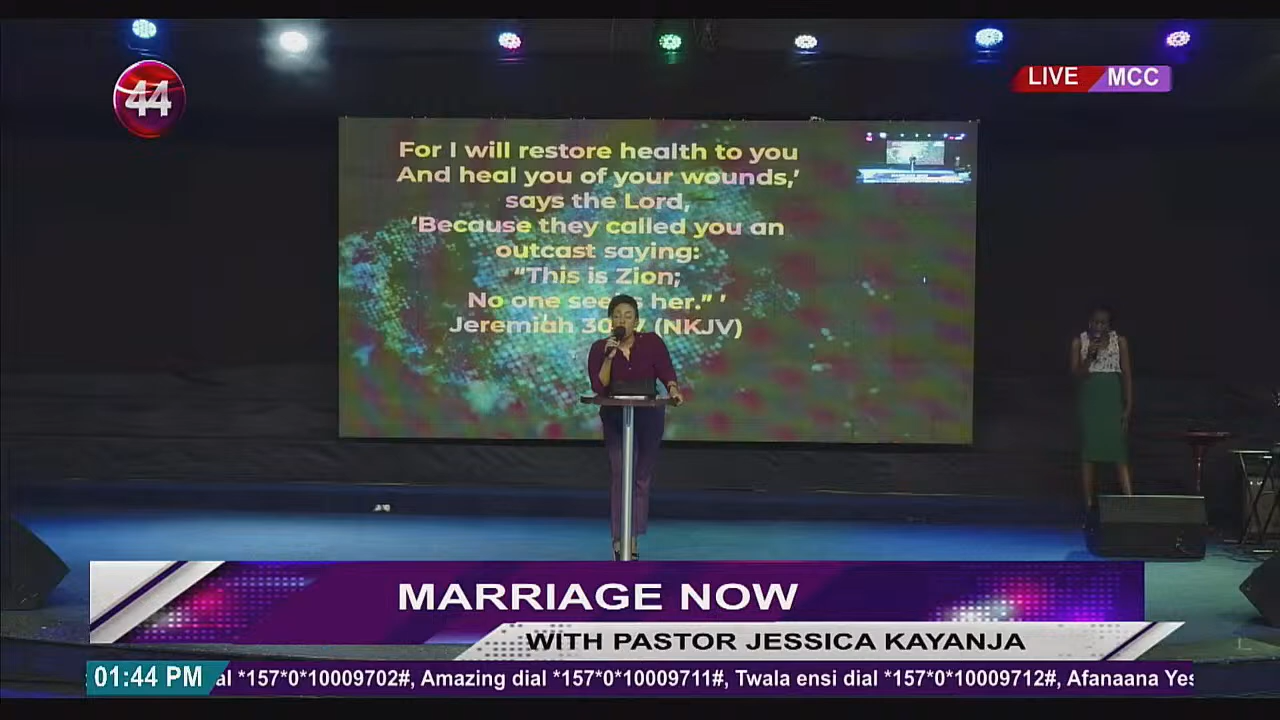 44
LIVE MCC
For I will restore health to you
And heal you of your wounds,’
says the Lord,
‘Because they called you an
outcast saying:
“This is Zion;
No one her.” ’
Jeremiah (NKJV)
MARRIAGE NOW
WITH PASTOR JESSICA KAYANJA
01:44 PM al *157*0*10009702#, Amazing dial *157*0*10009711#, Twala ensi dial *157*0*10009712#, Afanaana Yes